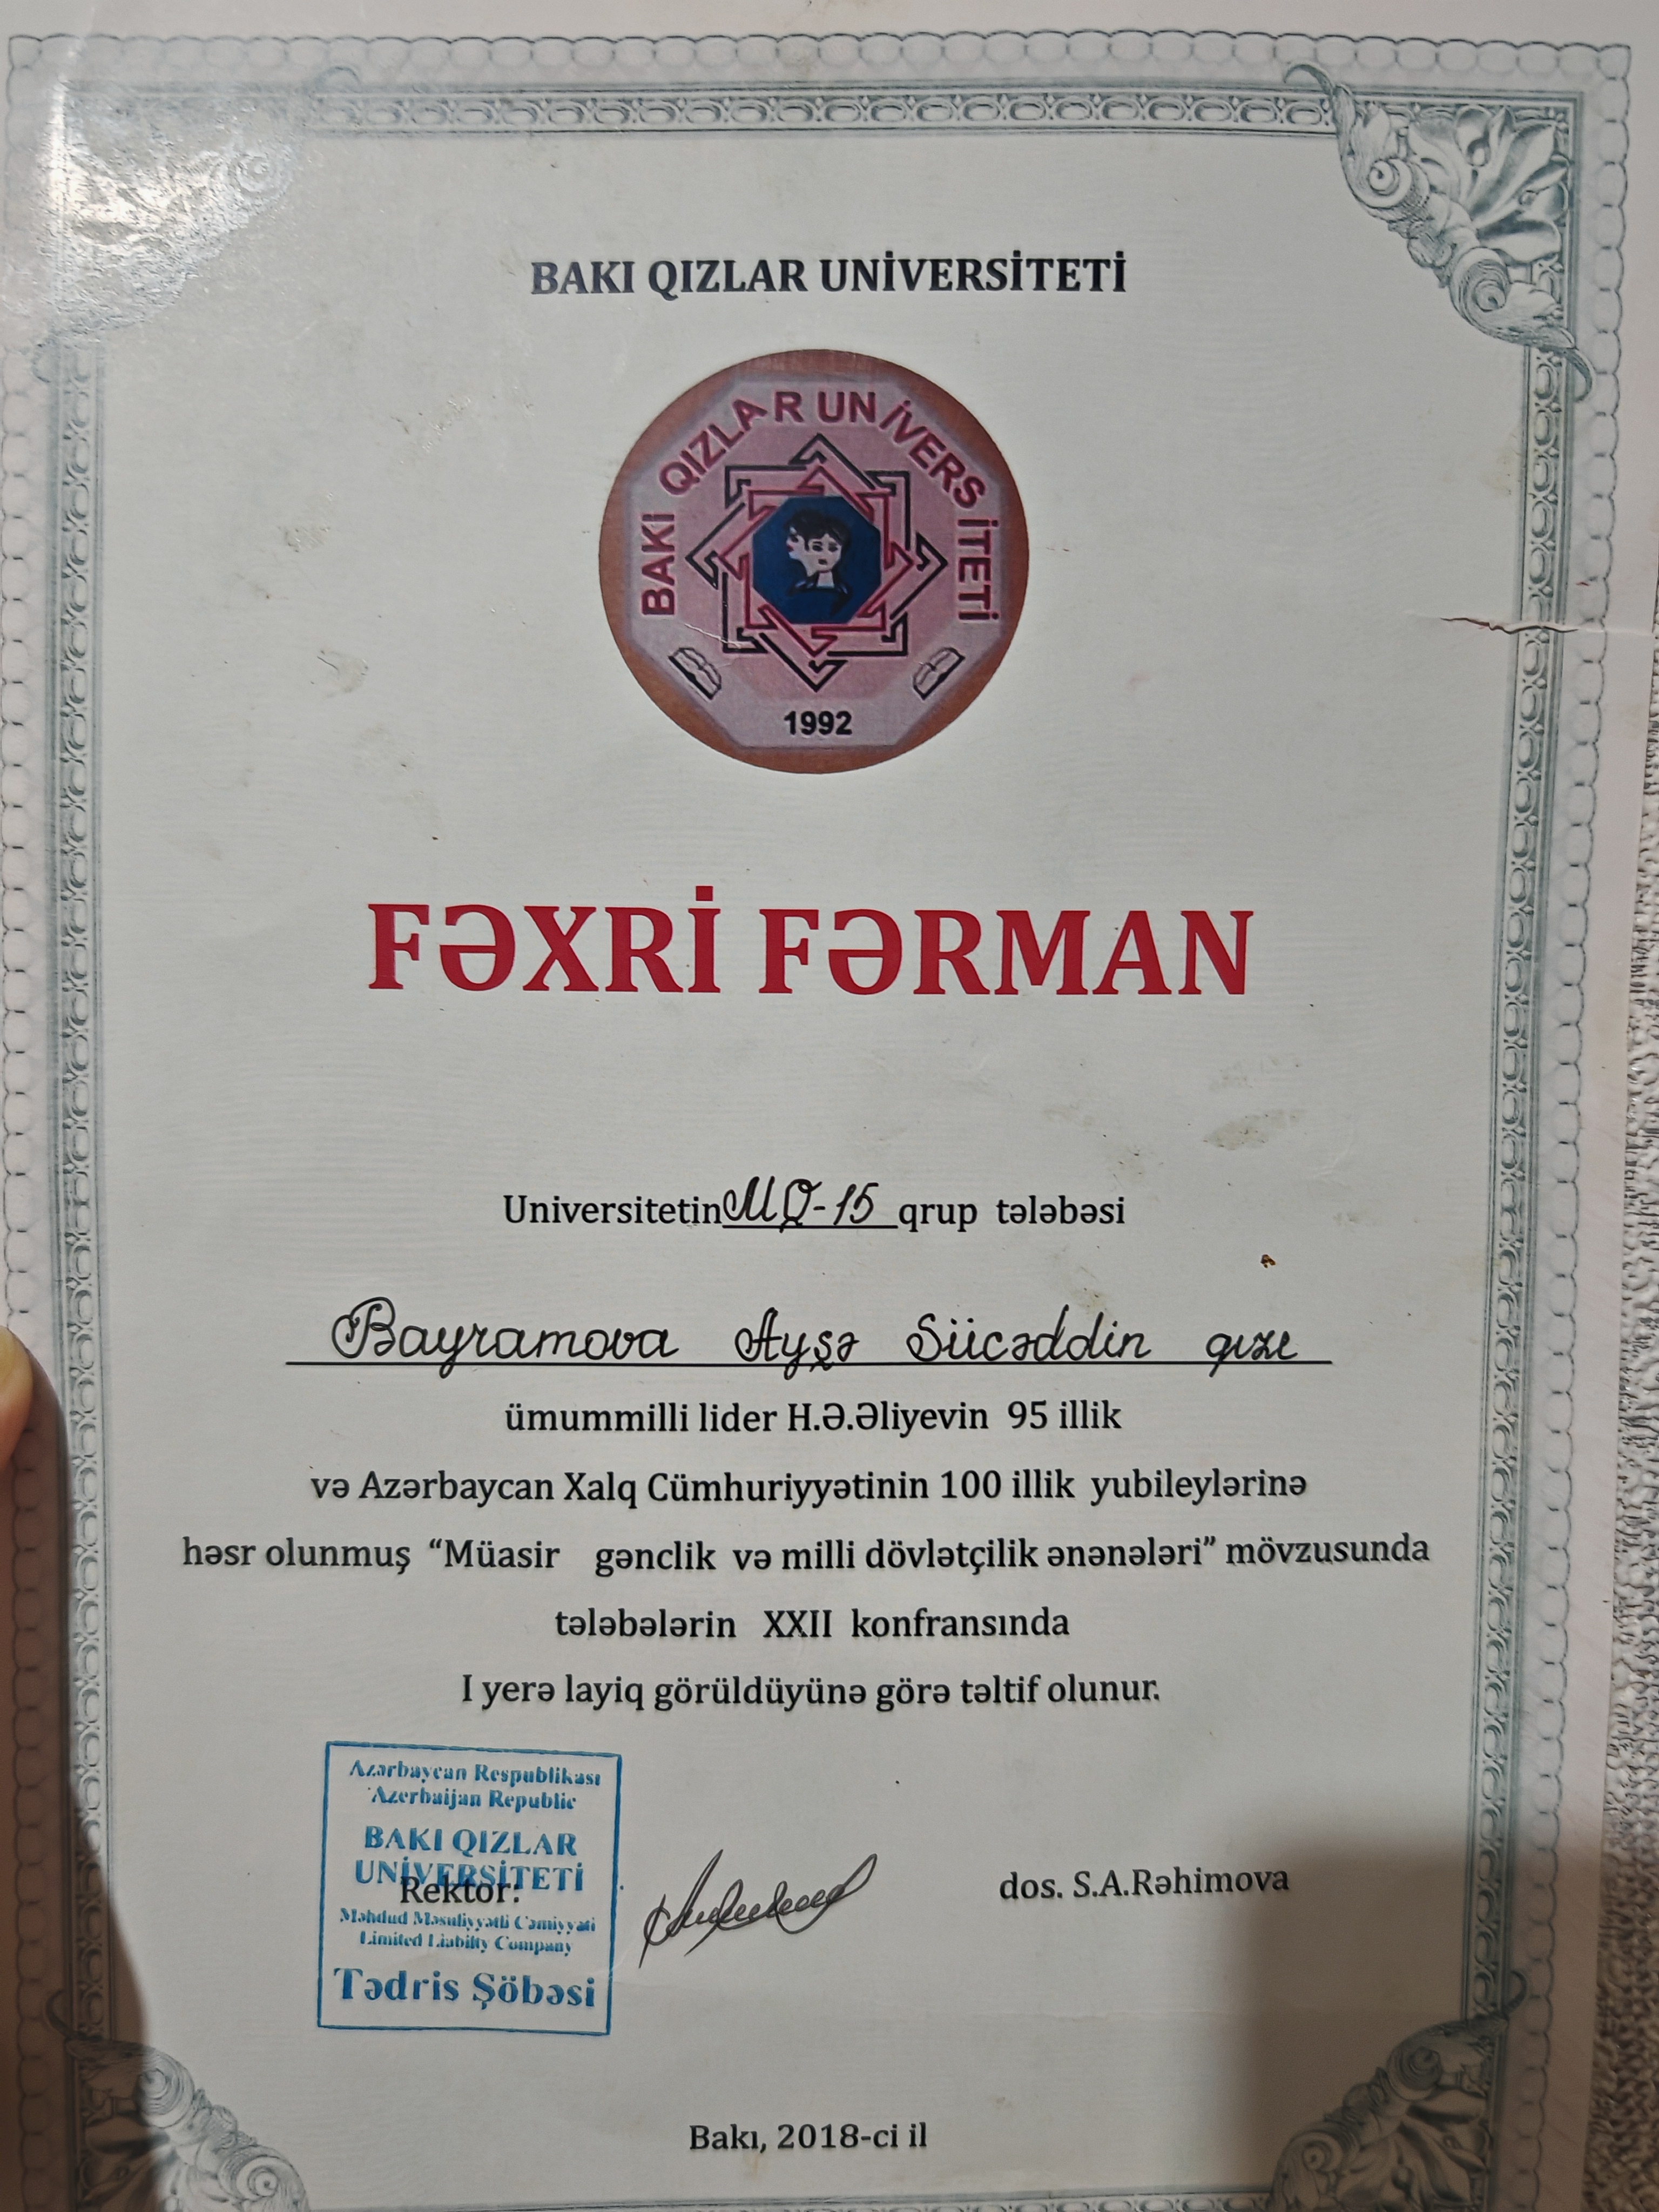 BAKI QIZLAR UNİVERSİTETİ
BAKI QIZLAR UNİVERSİTETİ
1992
FƏXRİ FƏRMAN
Universitetin MQ-15 qrup tələbəsi
Bayramova Ayşə Sücəddin qızı
ümummilli lider H.Ə.Əliyevin 95 illik
və Azərbaycan Xalq Cümhuriyyətinin 100 illik yubileylərinə
həsr olunmuş “Müasir gənclik və milli dövlətçilik ənənələri” mövzusunda
tələbələrin XXII konfransında
I yerə layiq görüldüyünə görə təltif olunur.
Azərbaycan Respublikası
Azerbaijan Republic
BAKI QIZLAR
UNİVERSİTETİ
Rektor:
dos. S.A.Rəhimova
Məhdud Məsuliyyətli Cəmiyyəti
Limited Liabilty Company
Tədris Şöbəsi
Bakı, 2018-ci il